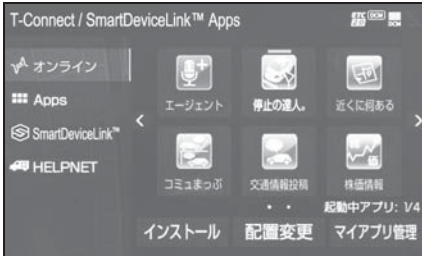 T-Connect / SmartDeviceLink™ Apps
ETC DCM
オンライン
Apps
SmartDeviceLink™
HELPNET
エージェント
停止の達人。
近くに何ある
コミュまっぷ
交通情報投稿
株価情報
起動中アプリ: 1/4
インストール
配置変更
マイアプリ管理